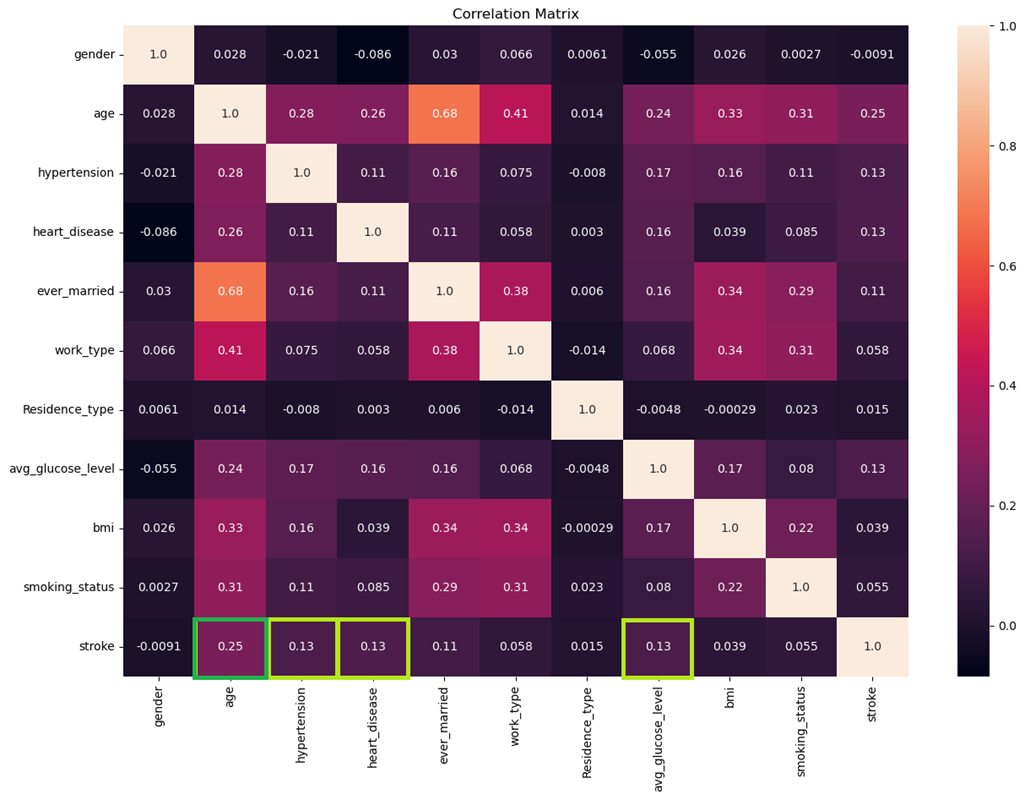 Correlation Matrix
gender 1.0 0.028 -0.021 -0.086 0.03 0.066 0.0061 -0.055 0.026 0.0027 -0.0091
age 0.028 1.0 0.28 0.26 0.68 0.41 0.014 0.24 0.33 0.31 0.25
hypertension -0.021 0.28 1.0 0.11 0.16 0.075 -0.008 0.17 0.16 0.11 0.13
heart_disease -0.086 0.26 0.11 1.0 0.11 0.058 0.003 0.16 0.039 0.085 0.13
ever_married 0.03 0.68 0.16 0.11 1.0 0.38 0.006 0.16 0.34 0.29 0.11
work_type 0.066 0.41 0.075 0.058 0.38 1.0 -0.014 0.068 0.34 0.31 0.058
Residence_type 0.0061 0.014 -0.008 0.003 0.006 -0.014 1.0 -0.0048 -0.00029 0.023 0.015
avg_glucose_level -0.055 0.24 0.17 0.16 0.16 0.068 -0.0048 1.0 0.17 0.08 0.13
bmi 0.026 0.33 0.16 0.039 0.34 0.34 -0.00029 0.17 1.0 0.22 0.039
smoking_status 0.0027 0.31 0.11 0.085 0.29 0.31 0.023 0.08 0.22 1.0 0.055
stroke -0.0091 0.25 0.13 0.13 0.11 0.058 0.015 0.13 0.039 0.055 1.0
gender
age
hypertension
heart_disease
ever_married
work_type
Residence_type
avg_glucose_level
bmi
smoking_status
stroke
1.0
0.8
0.6
0.4
0.2
0.0